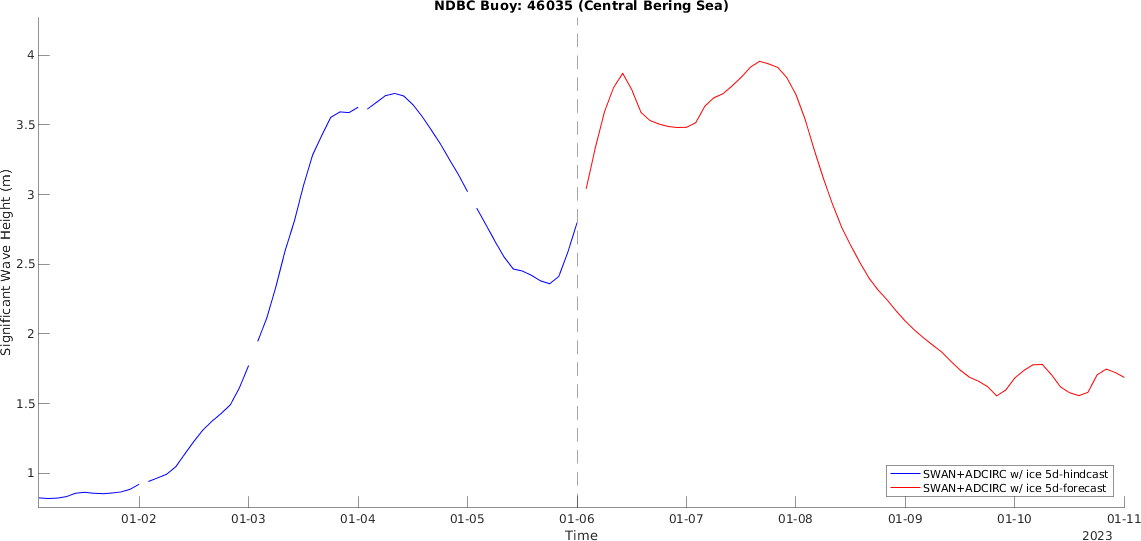 NDBC Buoy: 46035 (Central Bering Sea)
Significant Wave Height (m)
4
3.5
3
2.5
2
1.5
1
SWAN+ADCIRC w/ ice 5d-hindcast
SWAN+ADCIRC w/ ice 5d-forecast
01-02 01-03 01-04 01-05 01-06 01-07 01-08 01-09 01-10 01-11
Time
2023